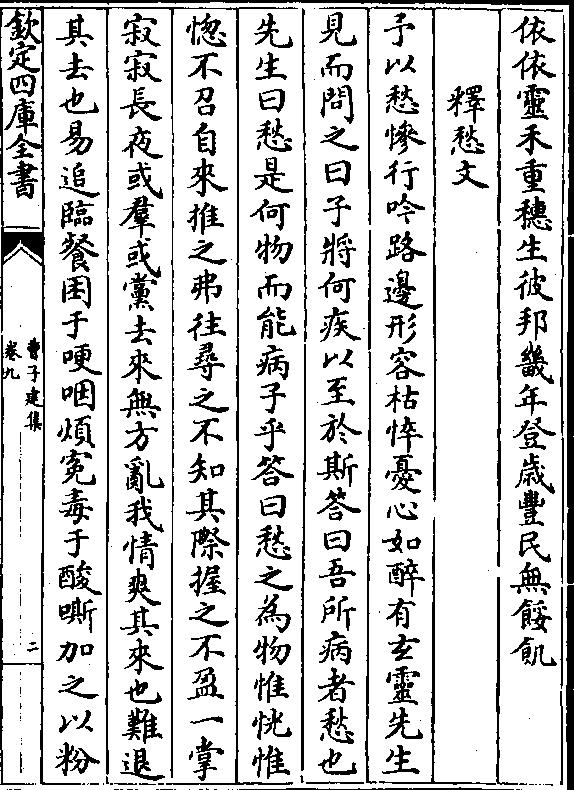 依依靈禾重穗生彼邦畿年登歳豐民無餒飢
釋愁文
予以愁慘行吟路邊形容枯悴憂心如醉有玄靈先生
見而問之曰子將何疾以至於斯答曰吾所病者愁也
先生曰愁是何物而能病子乎答曰愁之為物惟恍惟
惚不召自來推之弗往尋之不知其際握之不盈一掌
寂寂長夜或羣或黨去來無方亂我情爽其來也難退
其去也易追臨餐困于哽咽煩寃毒于酸嘶加之以粉
欽定四庫全書
曹子建集
卷九
二